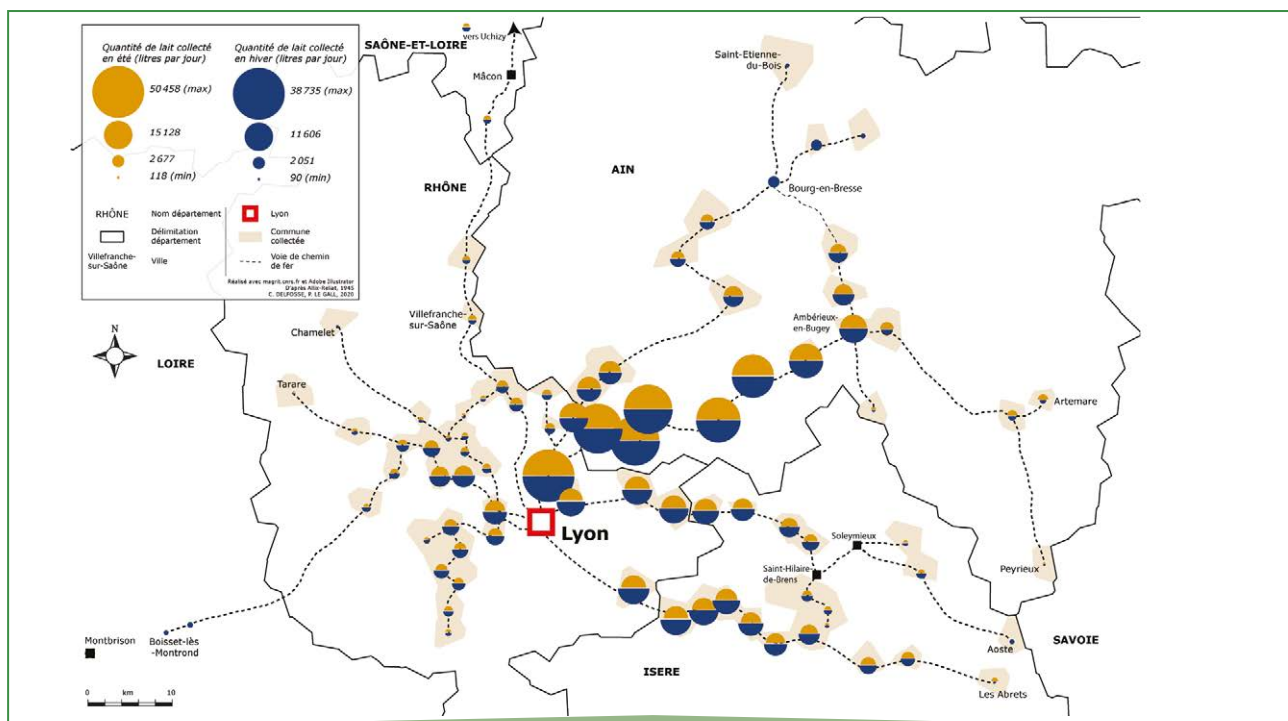 Quantité de lait collecté
en été (litres par jour)
50 458 (max)
15 128
2 677
118 (min)
Quantité de lait collecté
en hiver (litres par jour)
38 735 (max)
11 606
2 051
90 (min)
RHÔNE
Nom département
Délimitation
département
Villefranche-
sur-Saône
Ville
Lyon
Commune
collectée
Voie de chemin
de fer
Réalisé avec magrit.cnrs.fr et Adobe Illustrator
D'après Allix-Reliat, 1945
C. DELFOSSE, P. LE GALL, 2020
vers Uchizy
SAÔNE-ET-LOIRE
Mâcon
Saint-Etienne-
du-Bois
AIN
RHÔNE
Bourg-en-Bresse
Villefranche-
sur-Saône
Ambérieux-
en-Bugey
Chamelet
N
LOIRE
Tarare
Artemare
Lyon
Soleymieux
Saint-Hilaire-
de-Brens
Peyrieux
Montbrison
Boisset-lès
-Montrond
Aoste
SAVOIE
ISERE
Les Abrets
0 km 10